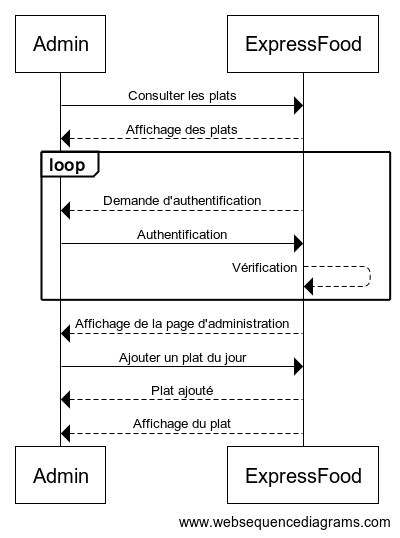 Admin
ExpressFood
Consulter les plats
Affichage des plats
loop
Demande d'authentification
Authentification
Vérification
Affichage de la page d'administration
Ajouter un plat du jour
Plat ajouté
Affichage du plat
Admin
ExpressFood
www.websequencediagrams.com